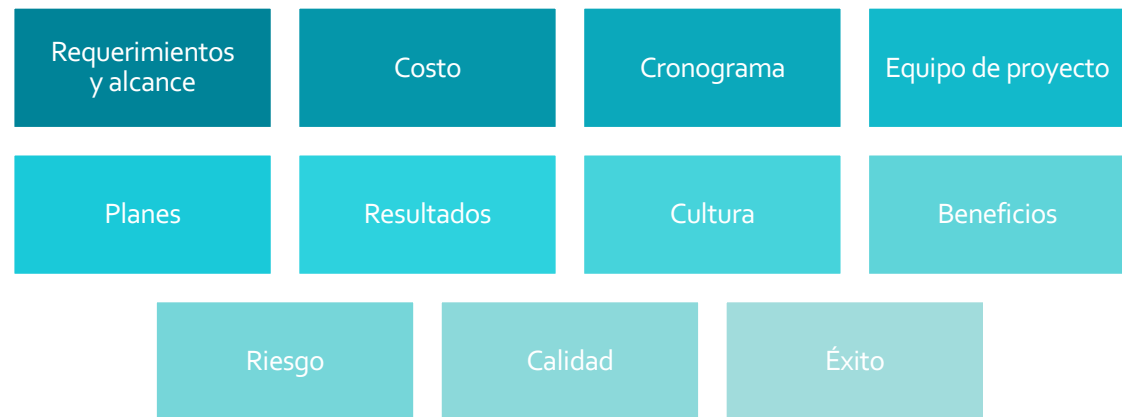 Requerimientos
y alcance
Costo
Cronograma
Equipo de proyecto
Planes
Resultados
Cultura
Beneficios
Riesgo
Calidad
Éxito